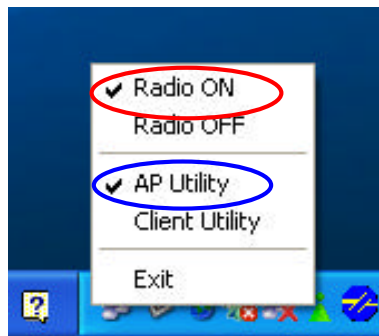 Radio ON
Radio OFF
AP Utility
Client Utility
Exit
?